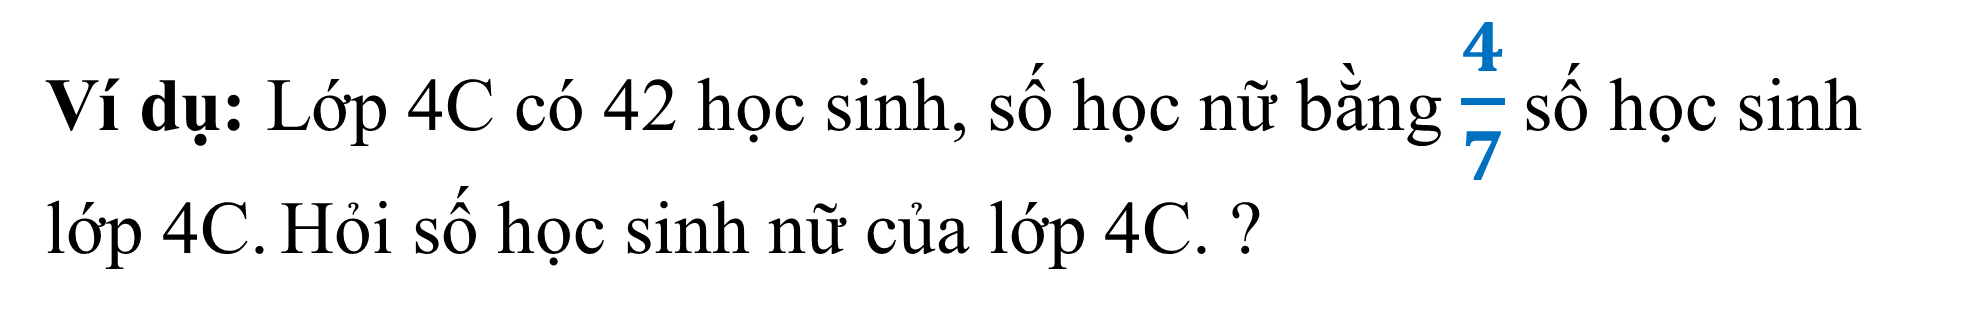 Ví dụ: Lớp 4C có 42 học sinh, số học nữ bằng 4/7 số học sinh
lớp 4C. Hỏi số học sinh nữ của lớp 4C. ?